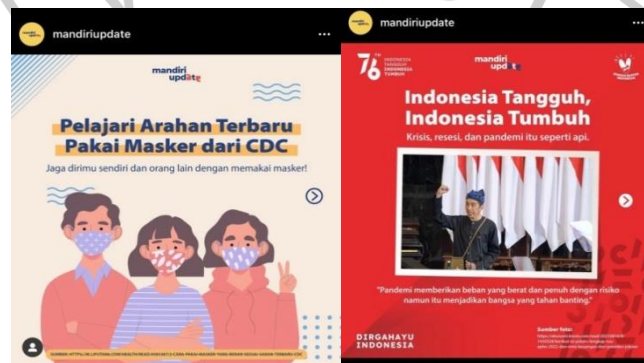 mandiriupdate
mandiri
update
Pelajari Arahan Terbaru
Pakai Masker dari CDC
Jaga dirimu sendiri dan orang lain dengan memakai masker!
mandiriupdate
76
INDONESIA
TANGGUH
INDONESIA
TUMBUH
mandiri
update
Indonesia Tangguh,
Indonesia Tumbuh
Krisis, resesi, dan pandemi itu seperti api.
"Pandemi memberikan beban yang berat dan penuh dengan risiko
namun itu menjadikan bangsa yang tahan banting."
DIRGAHAYU
INDONESIA
Sumber foto: